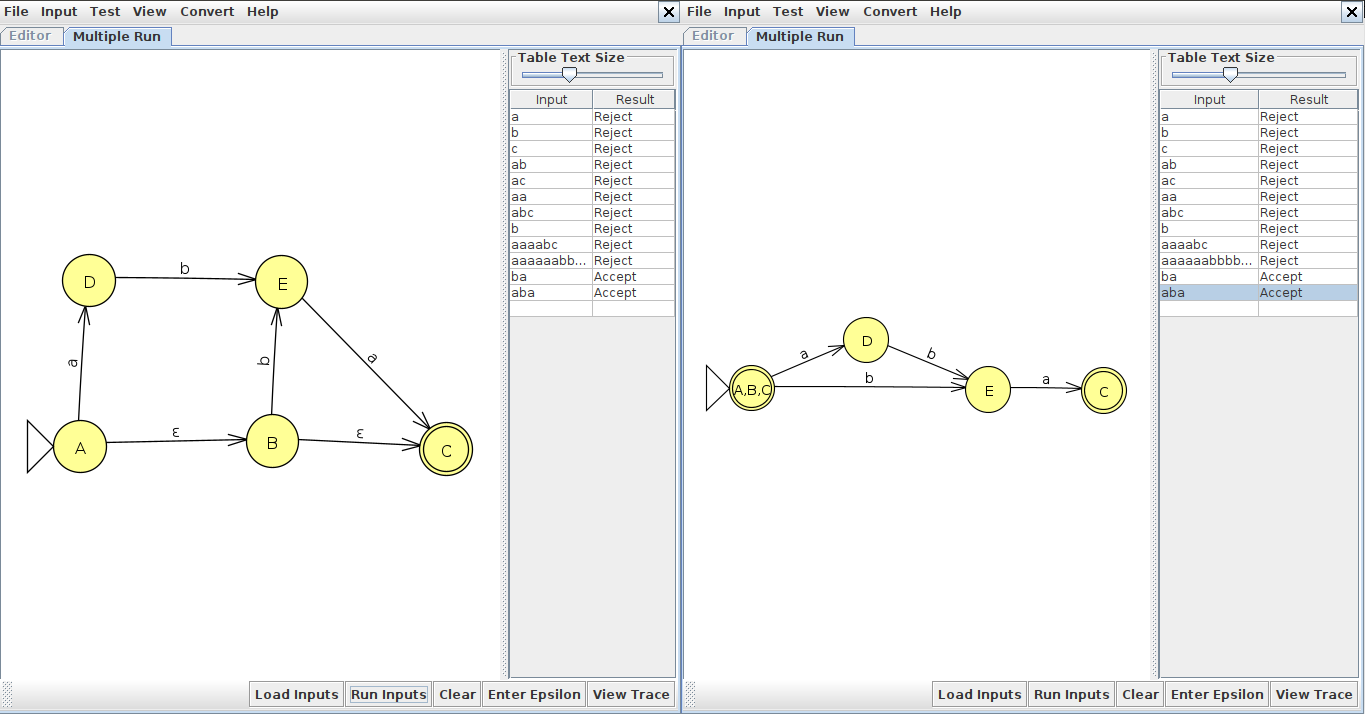 File Input Test View Convert Help
Editor Multiple Run
Table Text Size
Input Result
a Reject
b Reject
c Reject
ab Reject
ac Reject
aa Reject
abc Reject
b Reject
aaaabc Reject
aaaaaabb... Reject
ba Accept
aba Accept
D b E
a b a
A ε B ε C
Load Inputs Run Inputs Clear Enter Epsilon View Trace
File Input Test View Convert Help
Editor Multiple Run
Table Text Size
Input Result
a Reject
b Reject
c Reject
ab Reject
ac Reject
aa Reject
abc Reject
b Reject
aaaabc Reject
aaaaaabbbb... Reject
ba Accept
aba Accept
a D b
A,B,C b E a C
Load Inputs Run Inputs Clear Enter Epsilon View Trace